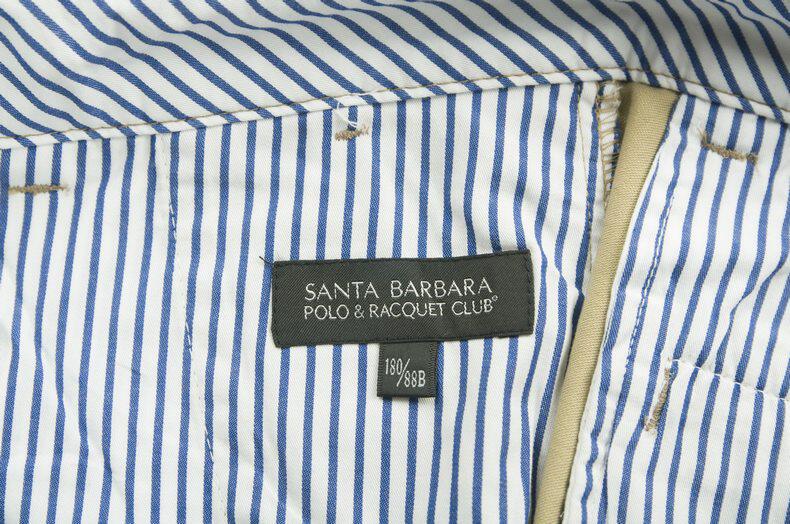 SANTA BARBARA
POLO & RACQUET CLUB®
180/88B